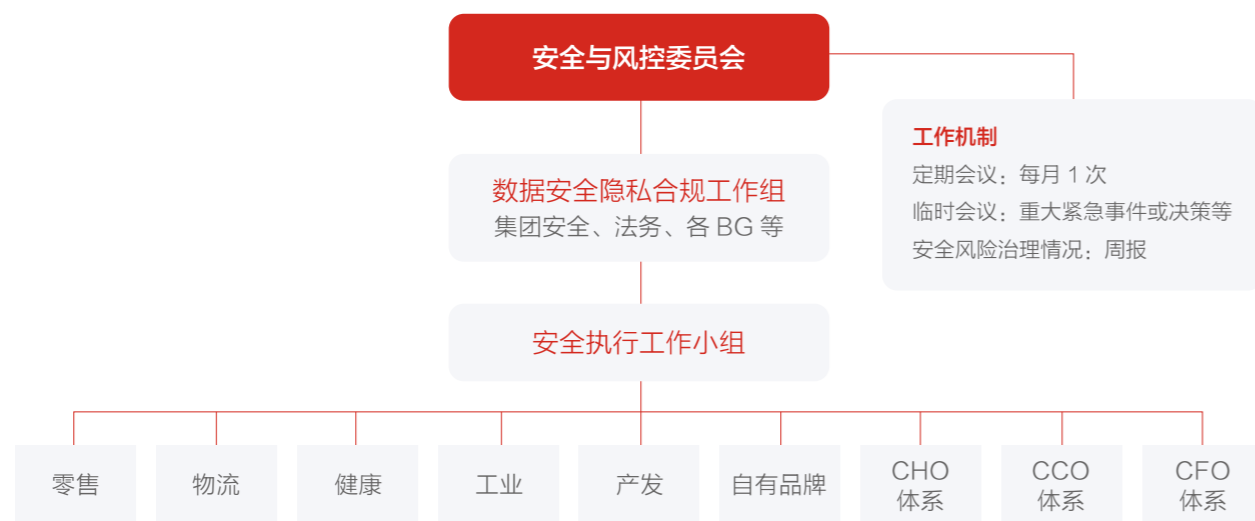 安全与风控委员会
工作机制
定期会议：每月 1 次
临时会议：重大紧急事件或决策等
安全风险治理情况：周报
数据安全隐私合规工作组
集团安全、法务、各 BG 等
安全执行工作小组
零售
物流
健康
工业
产发
自有品牌
CHO
体系
CCO
体系
CFO
体系